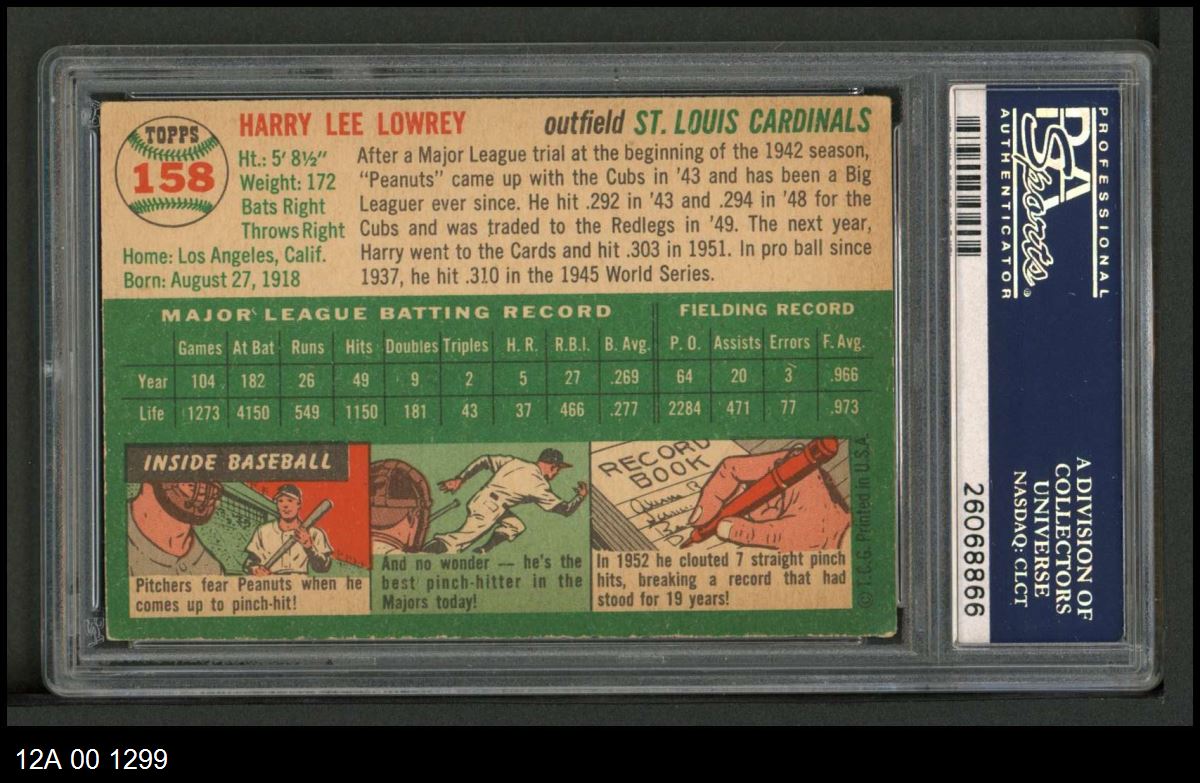 TOPPS
158
HARRY LEE LOWREY
outfield ST. LOUIS CARDINALS
Ht.: 5' 8½"
Weight: 172
Bats Right
Throws Right
Home: Los Angeles, Calif.
Born: August 27, 1918
After a Major League trial at the beginning of the 1942 season,
"Peanuts" came up with the Cubs in '43 and has been a Big
Leaguer ever since. He hit .292 in '43 and .294 in '48 for the
Cubs and was traded to the Redlegs in '49. The next year,
Harry went to the Cards and hit .303 in 1951. In pro ball since
1937, he hit .310 in the 1945 World Series.
MAJOR LEAGUE BATTING RECORD
FIELDING RECORD
Games At Bat Runs Hits Doubles Triples H. R. R.B.I. B. Avg. P. O. Assists Errors F. Avg.
Year 104 182 26 49 9 2 5 27 .269 64 20 3 .966
Life 1273 4150 549 1150 181 43 37 466 .277 2284 471 77 .973
INSIDE BASEBALL
Pitchers fear Peanuts when he
comes up to pinch-hit!
And no wonder — he's the
best pinch-hitter in the
Majors today!
RECORD
BOOK
In 1952 he clouted 7 straight pinch
hits, breaking a record that had
stood for 19 years!
© T.C.G. Printed in U.S.A.
PROFESSIONAL
PSA
Sports®
AUTHENTICATOR
A DIVISION OF
COLLECTORS
UNIVERSE
NASDAQ: CLCT
26068866
12A 00 1299